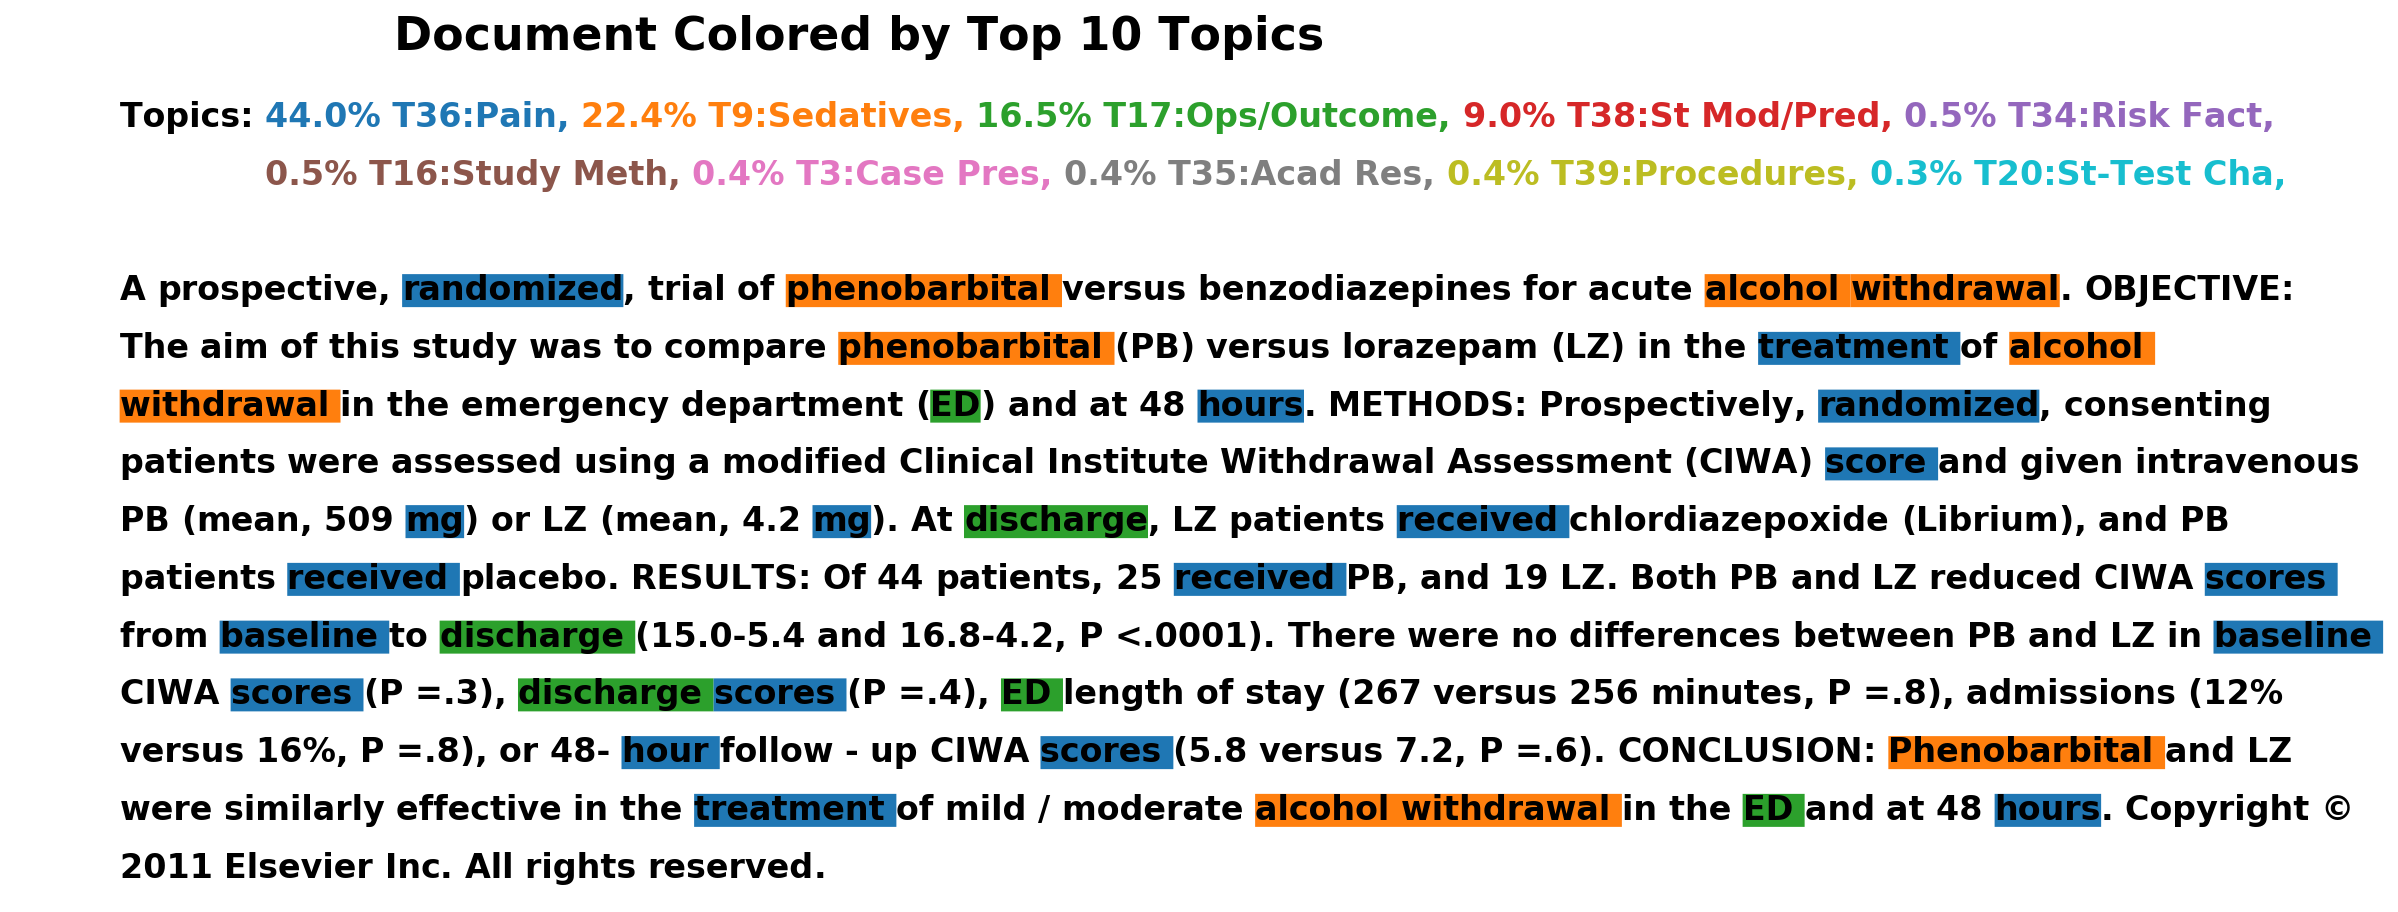 Document Colored by Top 10 Topics
Topics: 44.0% T36:Pain, 22.4% T9:Sedatives, 16.5% T17:Ops/Outcome, 9.0% T38:St Mod/Pred, 0.5% T34:Risk Fact,
0.5% T16:Study Meth, 0.4% T3:Case Pres, 0.4% T35:Acad Res, 0.4% T39:Procedures, 0.3% T20:St-Test Cha,
A prospective, randomized, trial of phenobarbital versus benzodiazepines for acute alcohol withdrawal. OBJECTIVE:
The aim of this study was to compare phenobarbital (PB) versus lorazepam (LZ) in the treatment of alcohol
withdrawal in the emergency department (ED) and at 48 hours. METHODS: Prospectively, randomized, consenting
patients were assessed using a modified Clinical Institute Withdrawal Assessment (CIWA) score and given intravenous
PB (mean, 509 mg) or LZ (mean, 4.2 mg). At discharge, LZ patients received chlordiazepoxide (Librium), and PB
patients received placebo. RESULTS: Of 44 patients, 25 received PB, and 19 LZ. Both PB and LZ reduced CIWA scores
from baseline to discharge (15.0-5.4 and 16.8-4.2, P <.0001). There were no differences between PB and LZ in baseline
CIWA scores (P =.3), discharge scores (P =.4), ED length of stay (267 versus 256 minutes, P =.8), admissions (12%
versus 16%, P =.8), or 48- hour follow - up CIWA scores (5.8 versus 7.2, P =.6). CONCLUSION: Phenobarbital and LZ
were similarly effective in the treatment of mild / moderate alcohol withdrawal in the ED and at 48 hours. Copyright ©
2011 Elsevier Inc. All rights reserved.